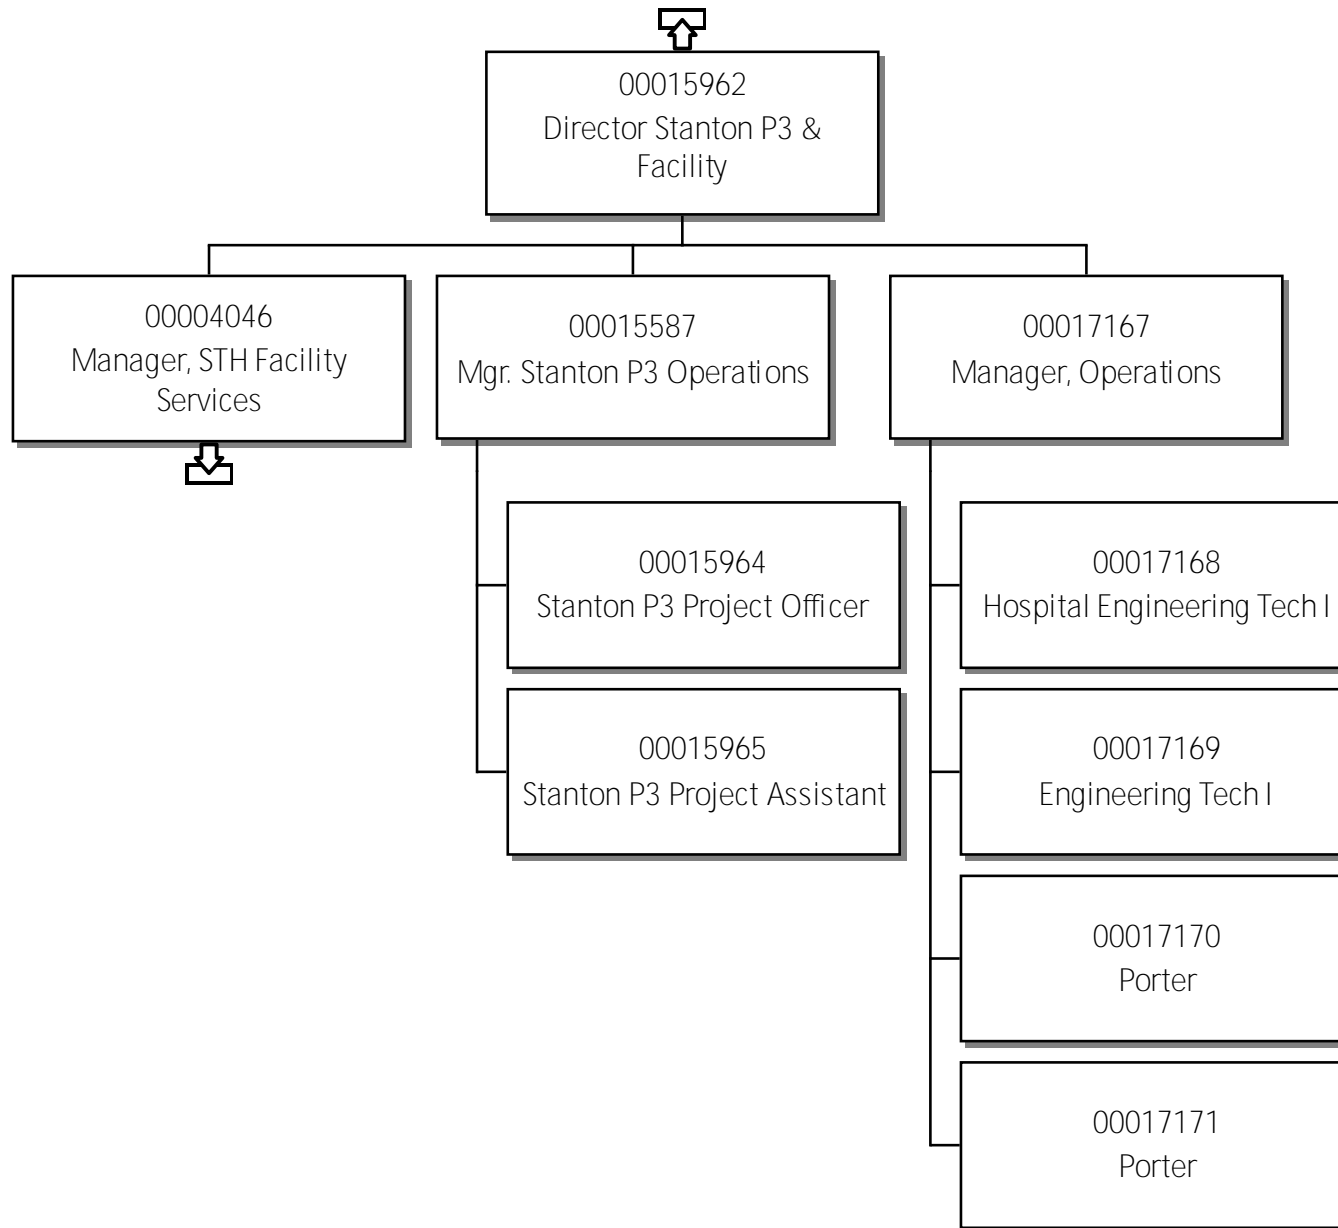 00015962
Director Stanton P3 &
Facility
00004046
Manager, STH Facility
Services
00015587
Mgr. Stanton P3 Operations
00017167
Manager, Operations
00015964
Stanton P3 Project Officer
00015965
Stanton P3 Project Assistant
00017168
Hospital Engineering Tech I
00017169
Engineering Tech I
00017170
Porter
00017171
Porter